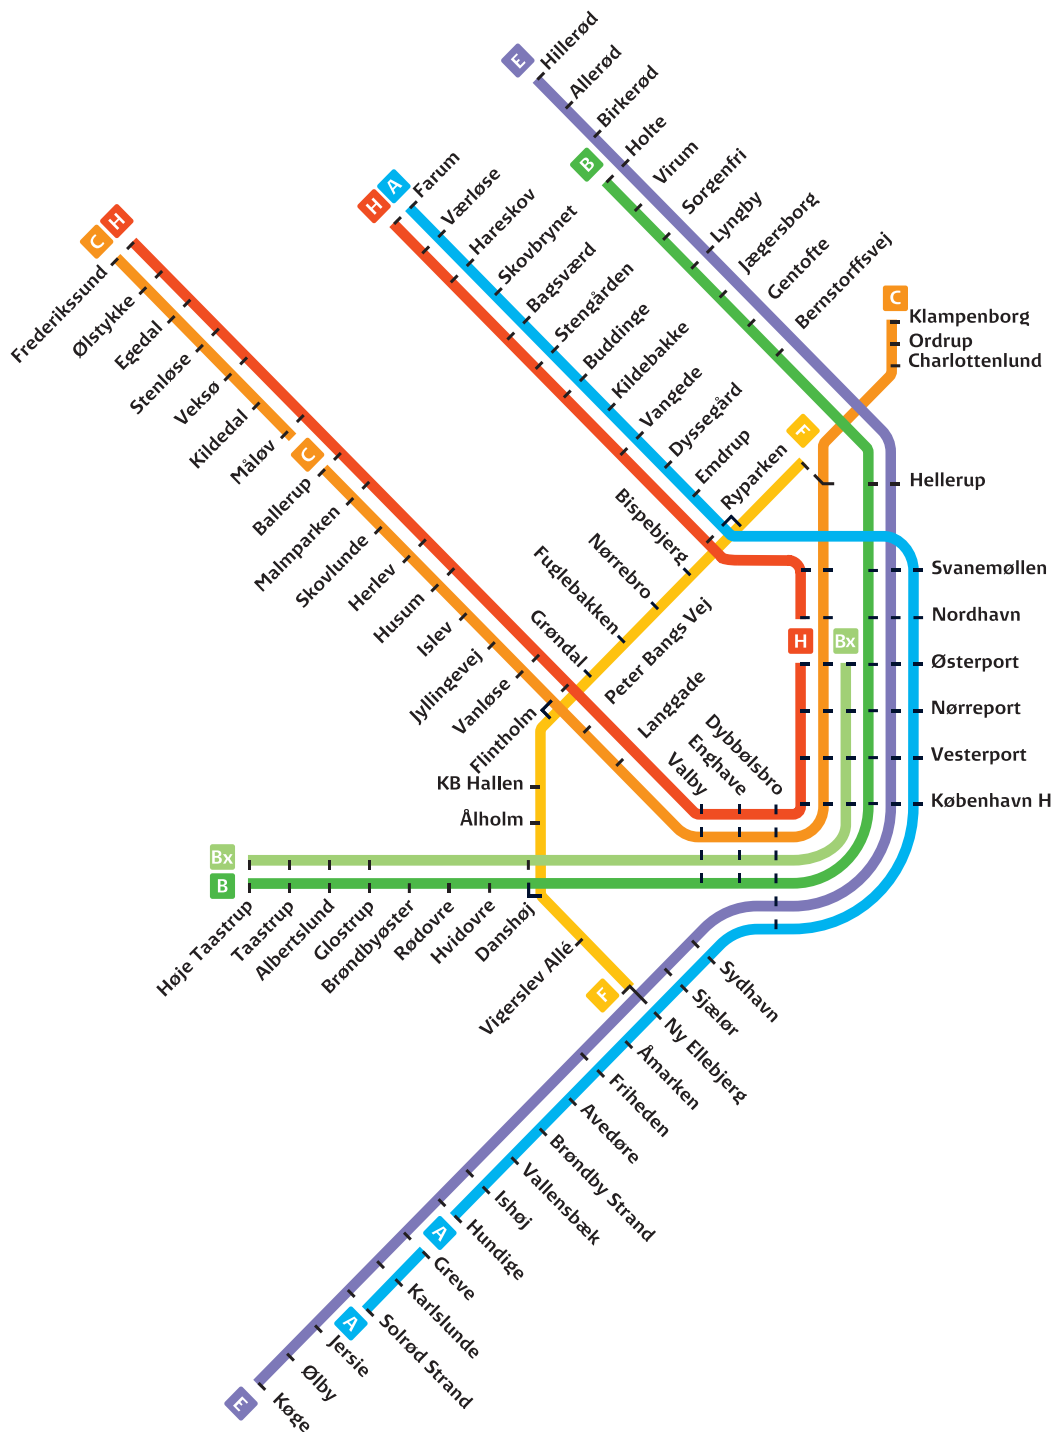 E
Hillerød
Allerød
Birkerød
Holte
B
Virum
Sorgenfri
Lyngby
Jægersborg
Gentofte
Bernstorffsvej
H
A
Farum
Værløse
Hareskov
Skovbrynet
Bagsværd
Stengården
Buddinge
Kildebakke
Vangede
Dyssegård
Emdrup
Ryparken
F
C
Klampenborg
Ordrup
Charlottenlund
Hellerup
Svanemøllen
Nordhavn
Østerport
Nørreport
Vesterport
København H
H
Bx
C
H
Frederikssund
Ølstykke
Egedal
Stenløse
Veksø
Kildedal
Måløv
C
Ballerup
Malmparken
Skovlunde
Herlev
Husum
Islev
Jyllingevej
Vanløse
Flintholm
Bispebjerg
Nørrebro
Fuglebakken
Grøndal
Peter Bangs Vej
Langgade
Valby
Enghave
Dybbølsbro
KB Hallen
Ålholm
Bx
B
Høje Taastrup
Taastrup
Albertslund
Glostrup
Brøndbyøster
Rødovre
Hvidovre
Danshøj
Vigerslev Allé
F
Sydhavn
Sjælør
Ny Ellebjerg
Åmarken
Friheden
Avedøre
Brøndby Strand
Vallensbæk
Ishøj
Hundige
A
Greve
Karlslunde
Solrød Strand
A
Jersie
Ølby
Køge
E